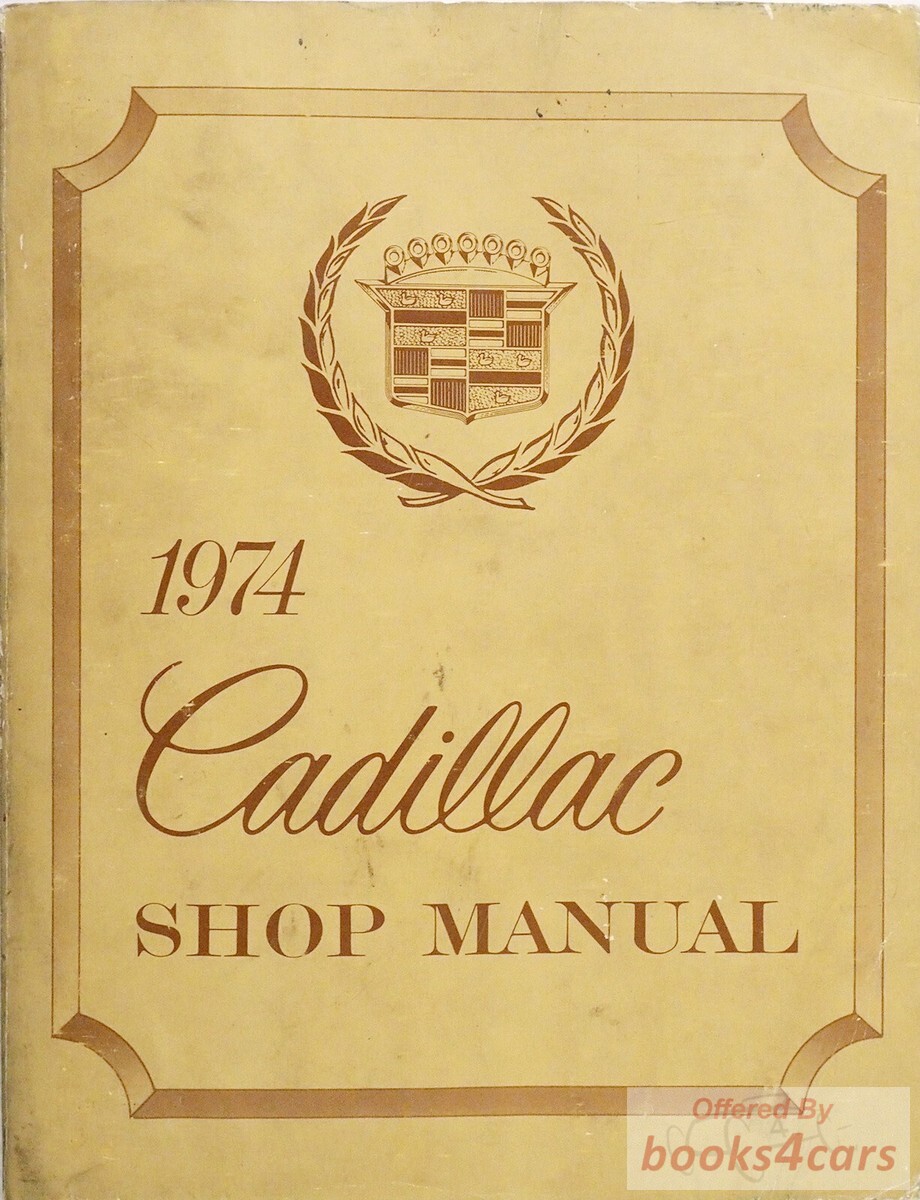 1974
Cadillac
SHOP MANUAL
Offered By
books4cars